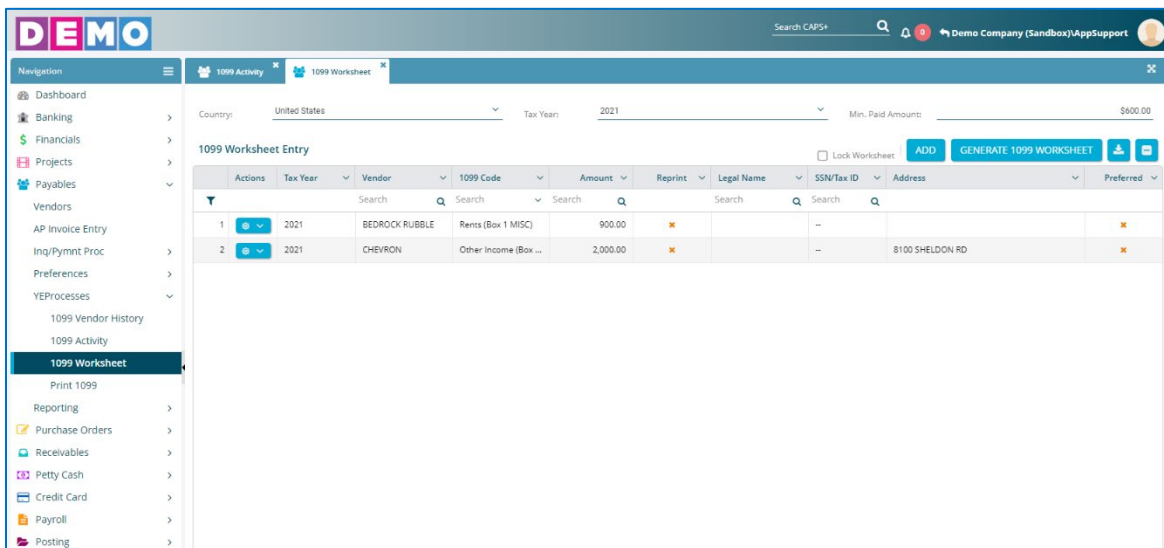 DEMO
Search CAPS+
0
Demo Company (Sandbox)\AppSupport
Navigation
1099 Activity
1099 Worksheet
Dashboard
Banking
Financials
Projects
Payables
Vendors
AP Invoice Entry
Inq/Pymnt Proc
Preferences
YEProcesses
1099 Vendor History
1099 Activity
1099 Worksheet
Print 1099
Reporting
Purchase Orders
Receivables
Petty Cash
Credit Card
Payroll
Posting
Country: United States Tax Year: 2021 Min. Paid Amount: $600.00
1099 Worksheet Entry Lock Worksheet ADD GENERATE 1099 WORKSHEET
Actions Tax Year Vendor 1099 Code Amount Reprint Legal Name SSN/Tax ID Address Preferred
Search Search Search Search Search
1 2021 BEDROCK RUBBLE Rents (Box 1 MISC) 900.00 --
2 2021 CHEVRON Other Income (Box ... 2,000.00 -- 8100 SHELDON RD